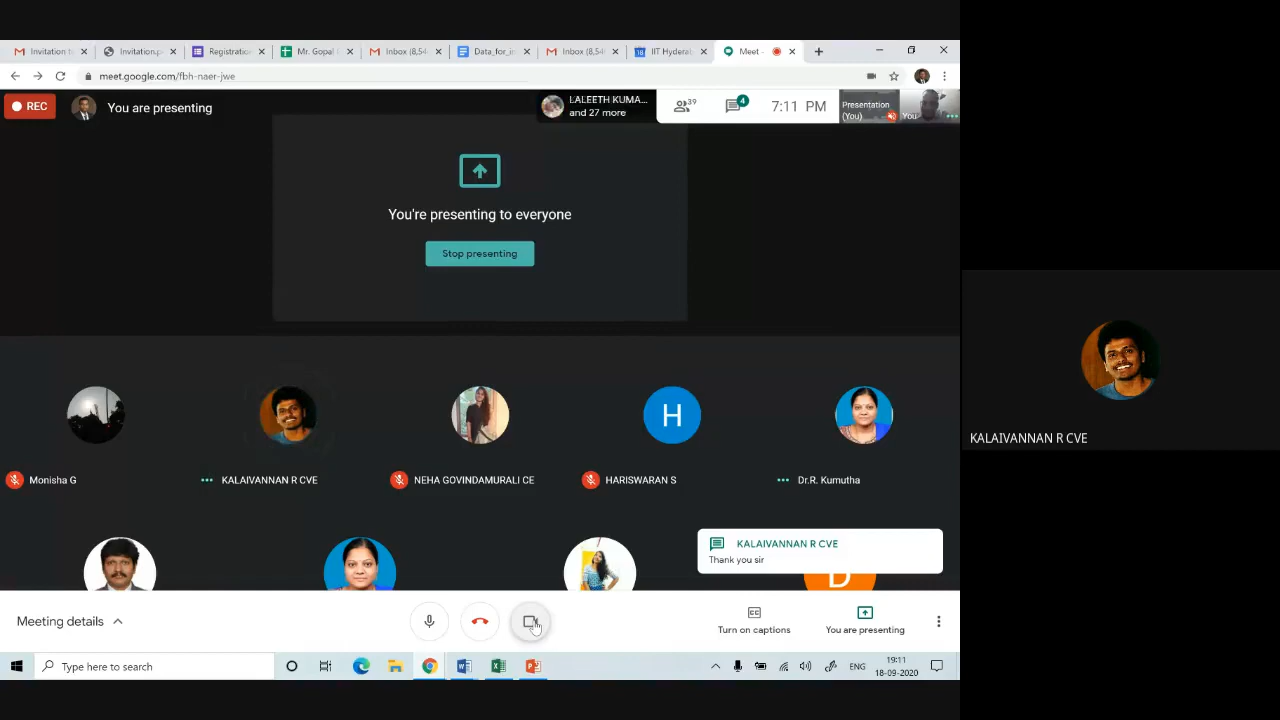 Invitation t
Invitation.p
Registration
Mr. Gopal
Inbox (8,54
Data_for_i
Inbox (8,54
18
IIT Hyderab
Meet -
meet.google.com/fbh-naer-jwe
REC
You are presenting
LALEETH KUMA...
and 27 more
39
4
7:11 PM
Presentation
(You)
You
You're presenting to everyone
Stop presenting
H
Monisha G
KALAIVANNAN R CVE
NEHA GOVINDAMURALI CE
HARISWARAN S
Dr.R. Kumutha
KALAIVANNAN R CVE
KALAIVANNAN R CVE
Thank you sir
Meeting details
Turn on captions
You are presenting
Type here to search
ENG
19:11
18-09-2020